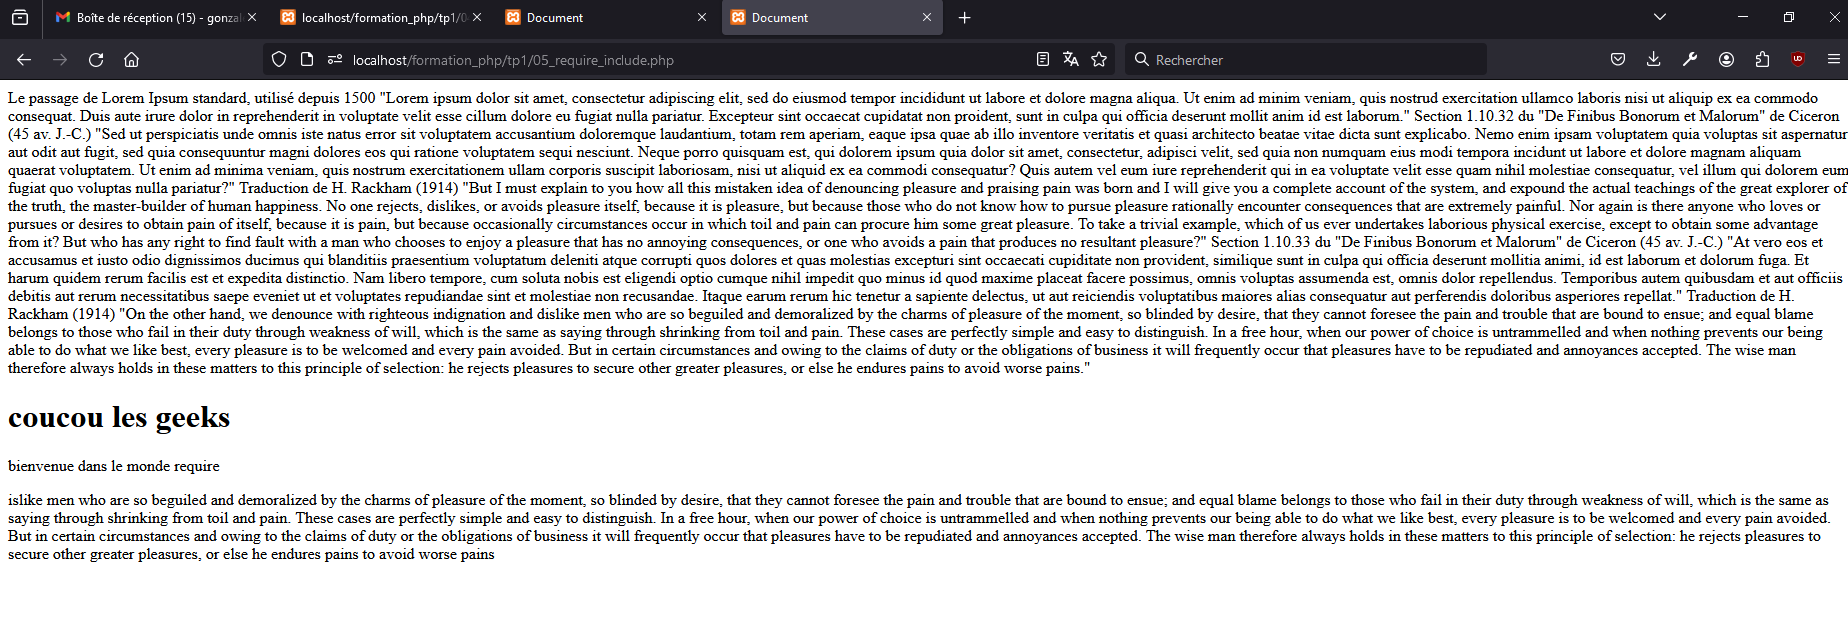 Boîte de réception (15) - gonzal
localhost/formation_php/tp1/0
Document
Document
localhost/formation_php/tp1/05_require_include.php
Rechercher
Le passage de Lorem Ipsum standard, utilisé depuis 1500 "Lorem ipsum dolor sit amet, consectetur adipiscing elit, sed do eiusmod tempor incididunt ut labore et dolore magna aliqua. Ut enim ad minim veniam, quis nostrud exercitation ullamco laboris nisi ut aliquip ex ea commodo
consequat. Duis aute irure dolor in reprehenderit in voluptate velit esse cillum dolore eu fugiat nulla pariatur. Excepteur sint occaecat cupidatat non proident, sunt in culpa qui officia deserunt mollit anim id est laborum." Section 1.10.32 du "De Finibus Bonorum et Malorum" de Ciceron
(45 av. J.-C.) "Sed ut perspiciatis unde omnis iste natus error sit voluptatem accusantium doloremque laudantium, totam rem aperiam, eaque ipsa quae ab illo inventore veritatis et quasi architecto beatae vitae dicta sunt explicabo. Nemo enim ipsam voluptatem quia voluptas sit aspernatur
aut odit aut fugit, sed quia consequuntur magni dolores eos qui ratione voluptatem sequi nesciunt. Neque porro quisquam est, qui dolorem ipsum quia dolor sit amet, consectetur, adipisci velit, sed quia non numquam eius modi tempora incidunt ut labore et dolore magnam aliquam
quaerat voluptatem. Ut enim ad minima veniam, quis nostrum exercitationem ullam corporis suscipit laboriosam, nisi ut aliquid ex ea commodi consequatur? Quis autem vel eum iure reprehenderit qui in ea voluptate velit esse quam nihil molestiae consequatur, vel illum qui dolorem eum
fugiat quo voluptas nulla pariatur?" Traduction de H. Rackham (1914) "But I must explain to you how all this mistaken idea of denouncing pleasure and praising pain was born and I will give you a complete account of the system, and expound the actual teachings of the great explorer of
the truth, the master-builder of human happiness. No one rejects, dislikes, or avoids pleasure itself, because it is pleasure, but because those who do not know how to pursue pleasure rationally encounter consequences that are extremely painful. Nor again is there anyone who loves or
pursues or desires to obtain pain of itself, because it is pain, but because occasionally circumstances occur in which toil and pain can procure him some great pleasure. To take a trivial example, which of us ever undertakes laborious physical exercise, except to obtain some advantage
from it? But who has any right to find fault with a man who chooses to enjoy a pleasure that has no annoying consequences, or one who avoids a pain that produces no resultant pleasure?" Section 1.10.33 du "De Finibus Bonorum et Malorum" de Ciceron (45 av. J.-C.) "At vero eos et
accusamus et iusto odio dignissimos ducimus qui blanditiis praesentium voluptatum deleniti atque corrupti quos dolores et quas molestias excepturi sint occaecati cupiditate non provident, similique sunt in culpa qui officia deserunt mollitia animi, id est laborum et dolorum fuga. Et
harum quidem rerum facilis est et expedita distinctio. Nam libero tempore, cum soluta nobis est eligendi optio cumque nihil impedit quo minus id quod maxime placeat facere possimus, omnis voluptas assumenda est, omnis dolor repellendus. Temporibus autem quibusdam et aut officiis
debitis aut rerum necessitatibus saepe eveniet ut et voluptates repudiandae sint et molestiae non recusandae. Itaque earum rerum hic tenetur a sapiente delectus, ut aut reiciendis voluptatibus maiores alias consequatur aut perferendis doloribus asperiores repellat." Traduction de H.
Rackham (1914) "On the other hand, we denounce with righteous indignation and dislike men who are so beguiled and demoralized by the charms of pleasure of the moment, so blinded by desire, that they cannot foresee the pain and trouble that are bound to ensue; and equal blame
belongs to those who fail in their duty through weakness of will, which is the same as saying through shrinking from toil and pain. These cases are perfectly simple and easy to distinguish. In a free hour, when our power of choice is untrammelled and when nothing prevents our being
able to do what we like best, every pleasure is to be welcomed and every pain avoided. But in certain circumstances and owing to the claims of duty or the obligations of business it will frequently occur that pleasures have to be repudiated and annoyances accepted. The wise man
therefore always holds in these matters to this principle of selection: he rejects pleasures to secure other greater pleasures, or else he endures pains to avoid worse pains."
coucou les geeks
bienvenue dans le monde require
islike men who are so beguiled and demoralized by the charms of pleasure of the moment, so blinded by desire, that they cannot foresee the pain and trouble that are bound to ensue; and equal blame belongs to those who fail in their duty through weakness of will, which is the same as
saying through shrinking from toil and pain. These cases are perfectly simple and easy to distinguish. In a free hour, when our power of choice is untrammelled and when nothing prevents our being able to do what we like best, every pleasure is to be welcomed and every pain avoided.
But in certain circumstances and owing to the claims of duty or the obligations of business it will frequently occur that pleasures have to be repudiated and annoyances accepted. The wise man therefore always holds in these matters to this principle of selection: he rejects pleasures to
secure other greater pleasures, or else he endures pains to avoid worse pains